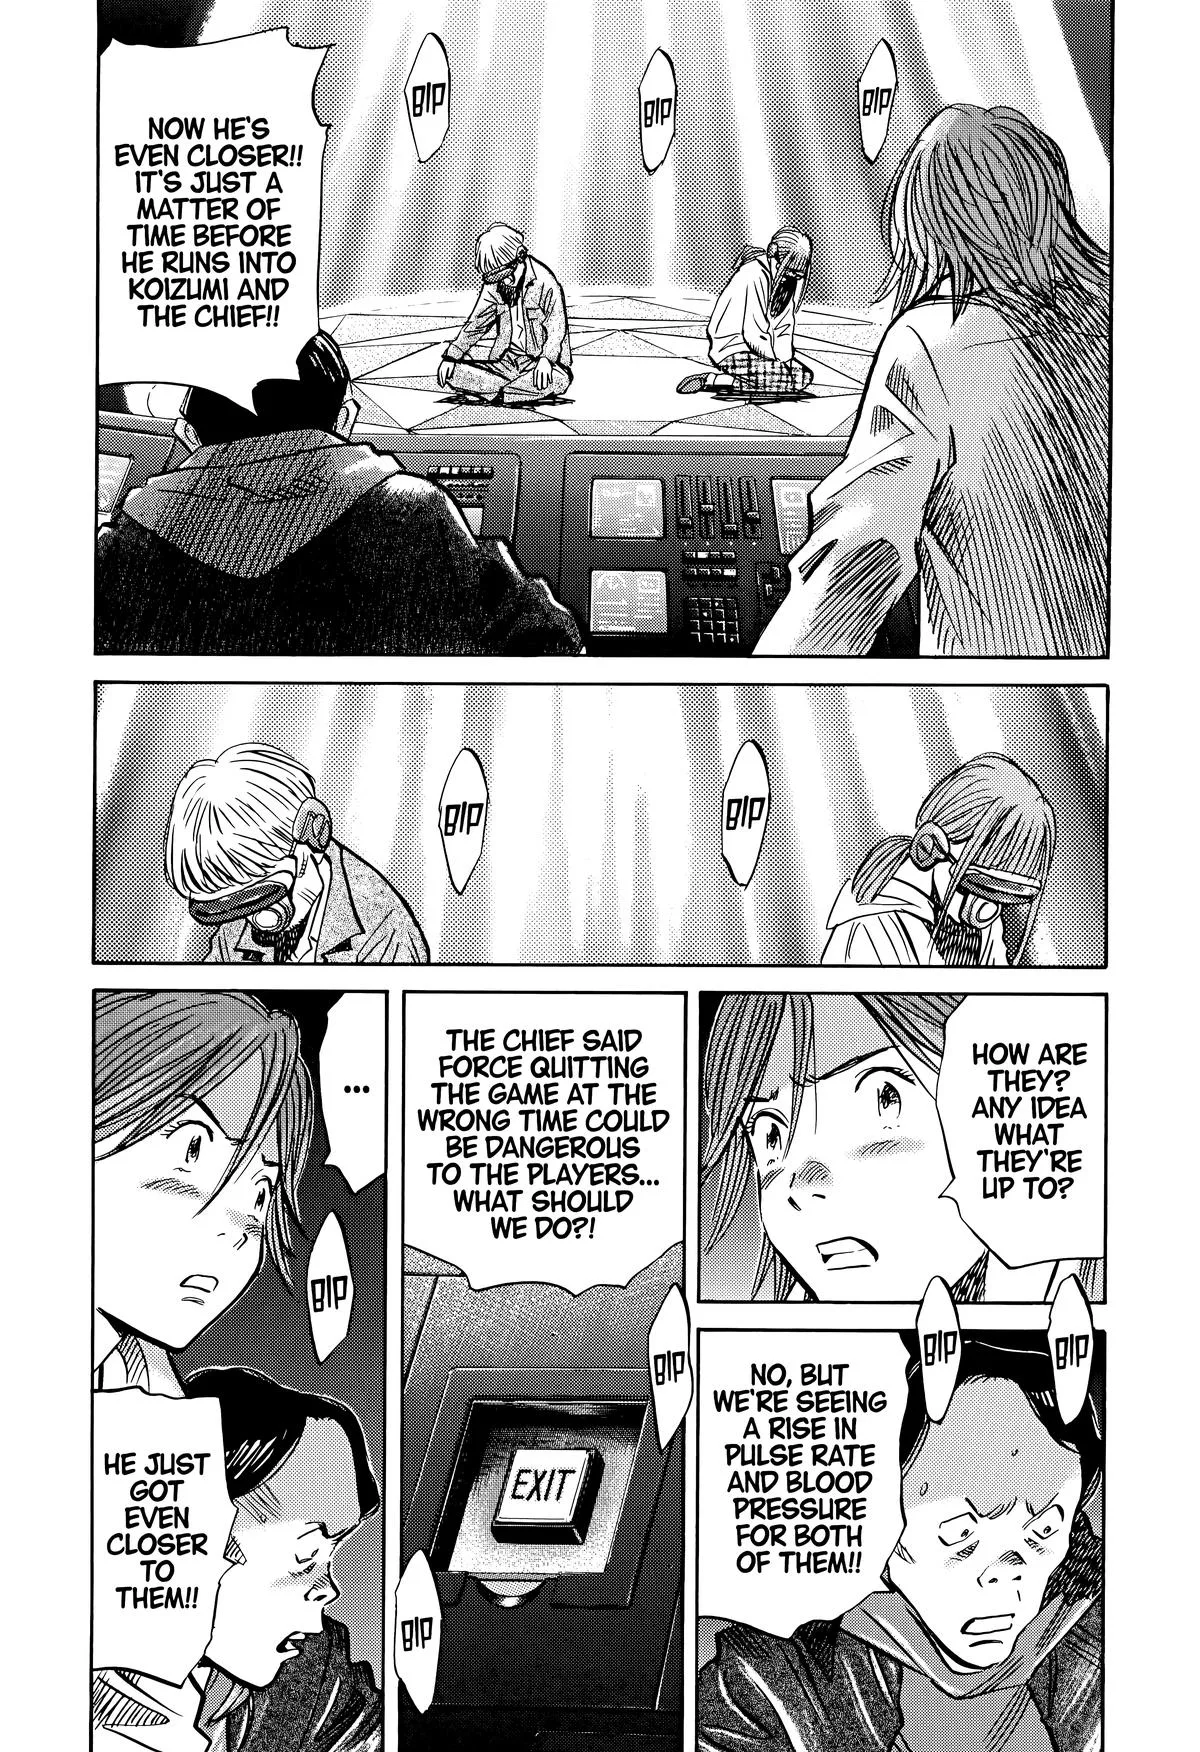 BIP
BIP
BIP
NOW HE'S
EVEN CLOSER!!
IT'S JUST A
MATTER OF
TIME BEFORE
HE RUNS INTO
KOIZUMI AND
THE CHIEF!!
BIP
BIP
HOW ARE
THEY?
ANY IDEA
WHAT
THEY'RE
UP TO?
BIP
BIP
NO, BUT
WE'RE SEEING
A RISE IN
PULSE RATE
AND BLOOD
PRESSURE
FOR BOTH
OF THEM!!
THE CHIEF SAID
FORCE QUITTING
THE GAME AT THE
WRONG TIME COULD
BE DANGEROUS
TO THE PLAYERS...
WHAT SHOULD
WE DO?!
BIP
EXIT
BIP
...
BIP
HE JUST
GOT
EVEN
CLOSER
TO
THEM!!